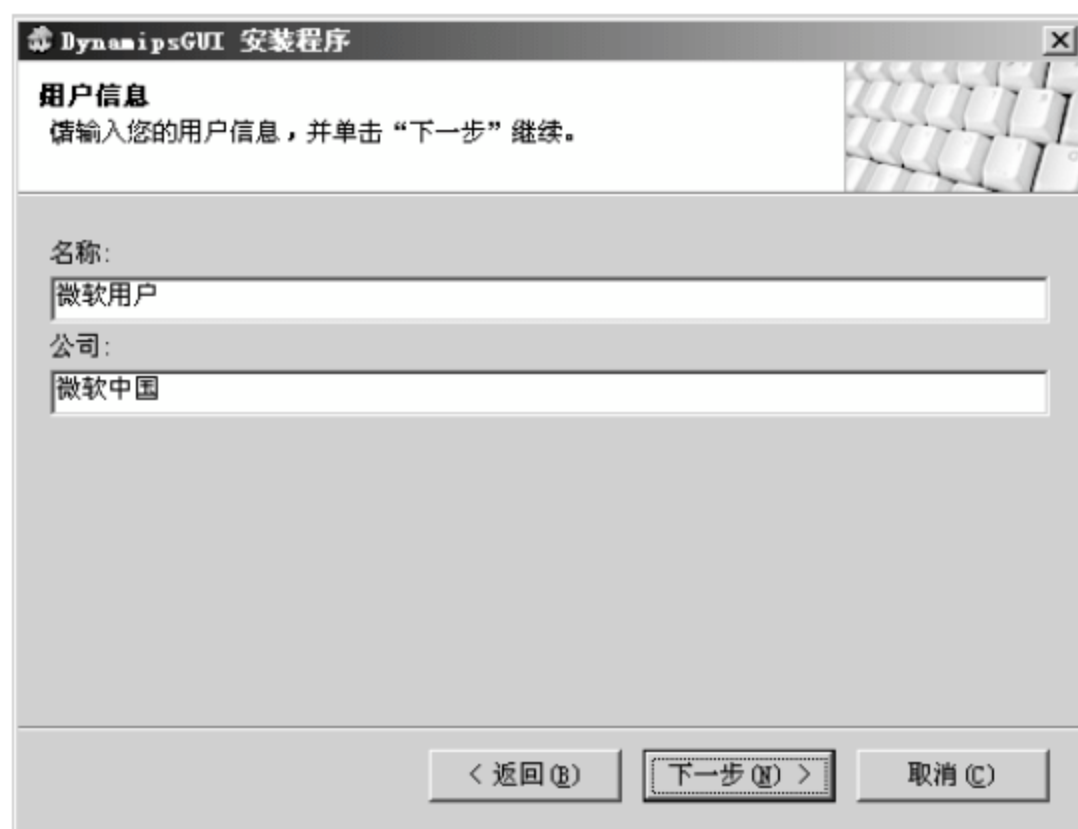 DynamipsGUI 安装程序
用户信息
请输入您的用户信息，并单击“下一步”继续。
名称:
微软用户
公司:
微软中国
< 返回(B)
下一步(N) >
取消(C)